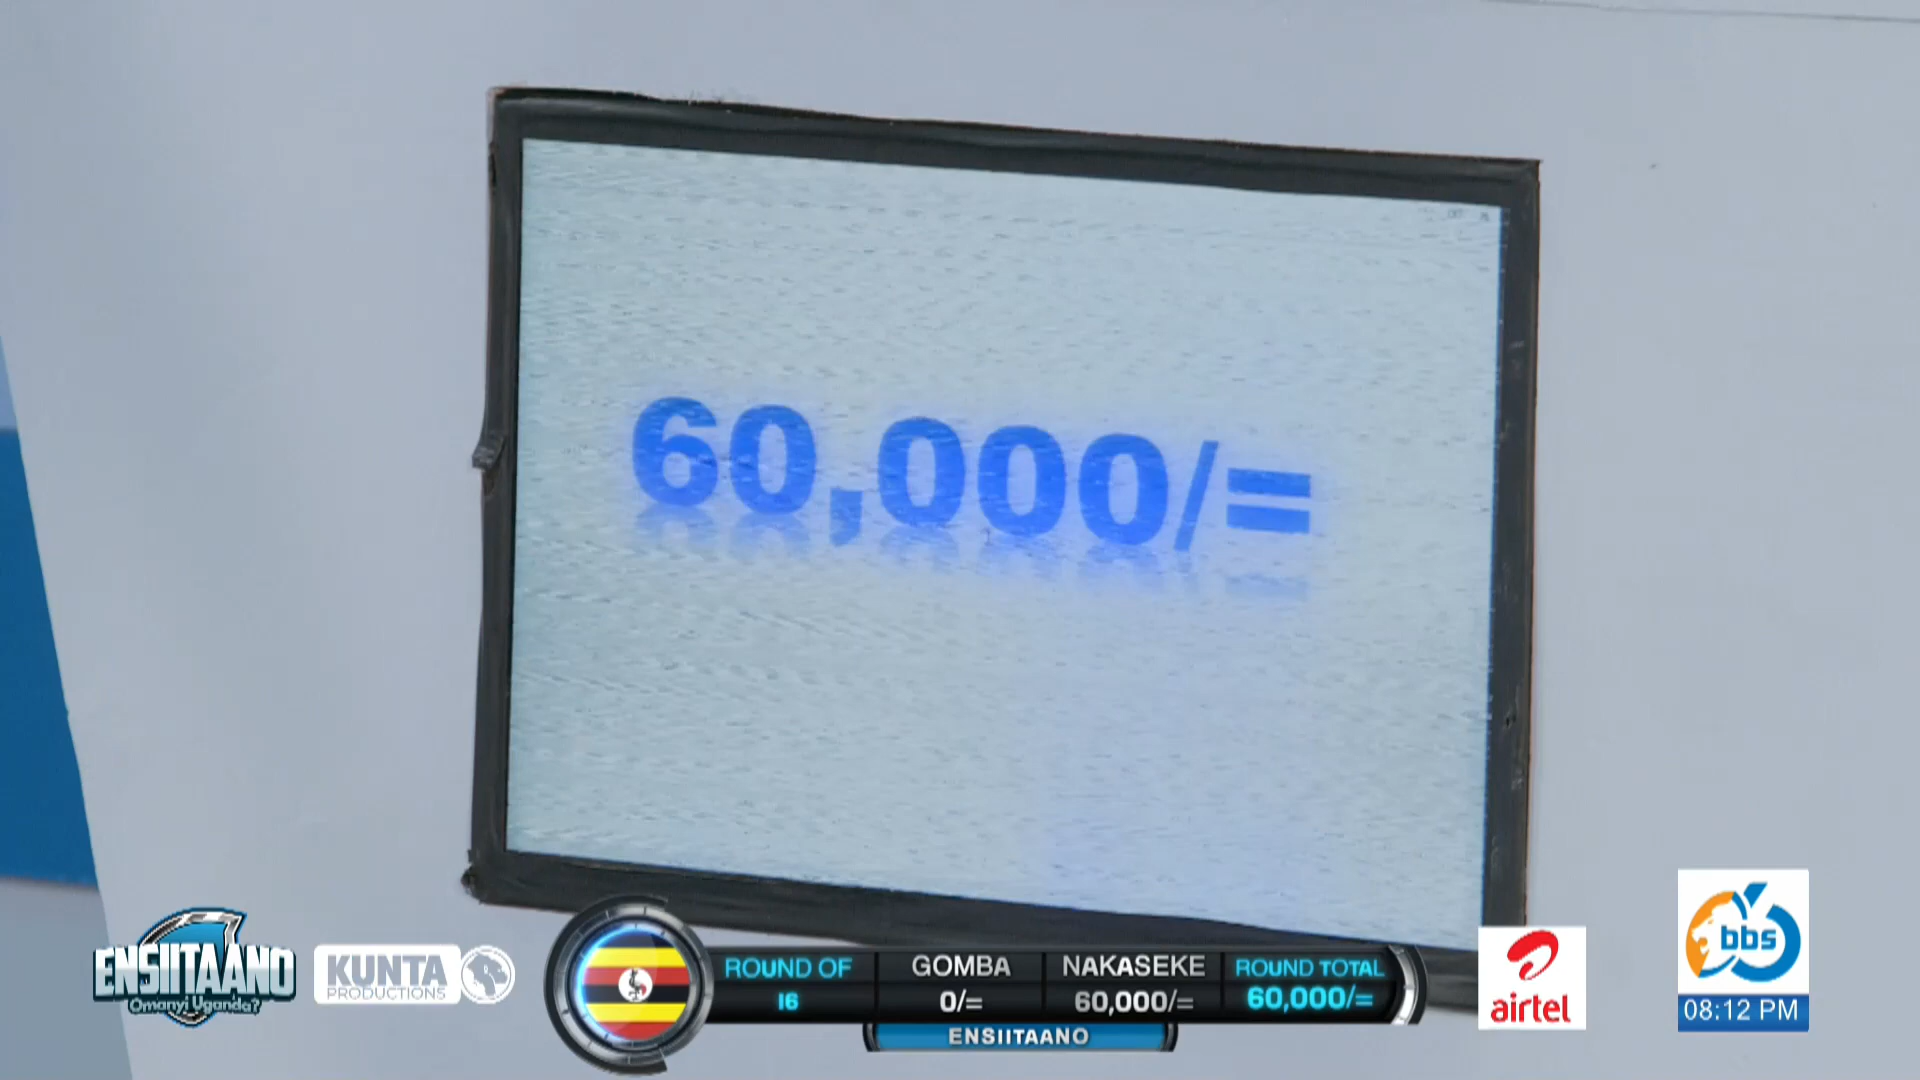 60,000/=
ENSIITAANO
Omanyi Uganda?
KUNTA
PRODUCTIONS
ROUND OF
16
GOMBA
0/=
NAKASEKE
60,000/=
ROUND TOTAL
60,000/=
ENSIITAANO
airtel
bbs
08:12 PM